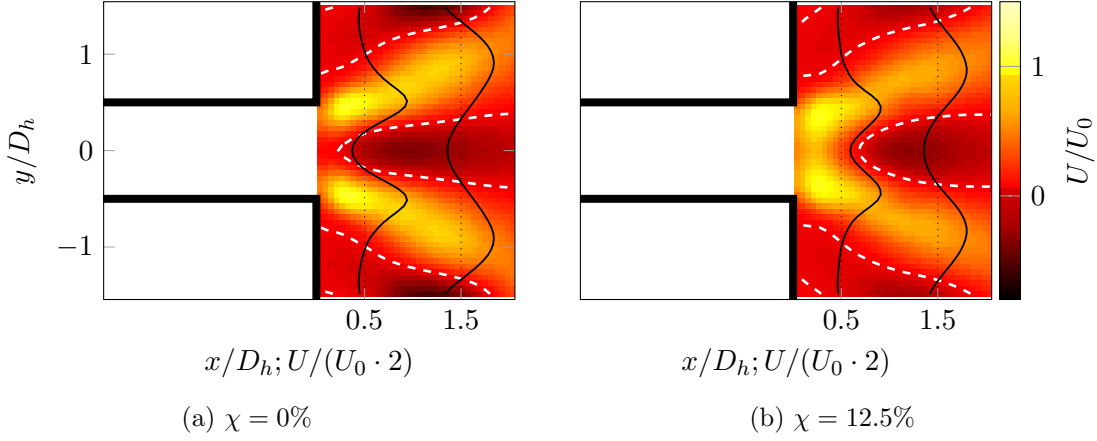 1
0
−1
y/D_h
0.5
1.5
x/D_h; U/(U_0 · 2)
(a) χ = 0%
0.5
1.5
x/D_h; U/(U_0 · 2)
(b) χ = 12.5%
1
0
U/U_0